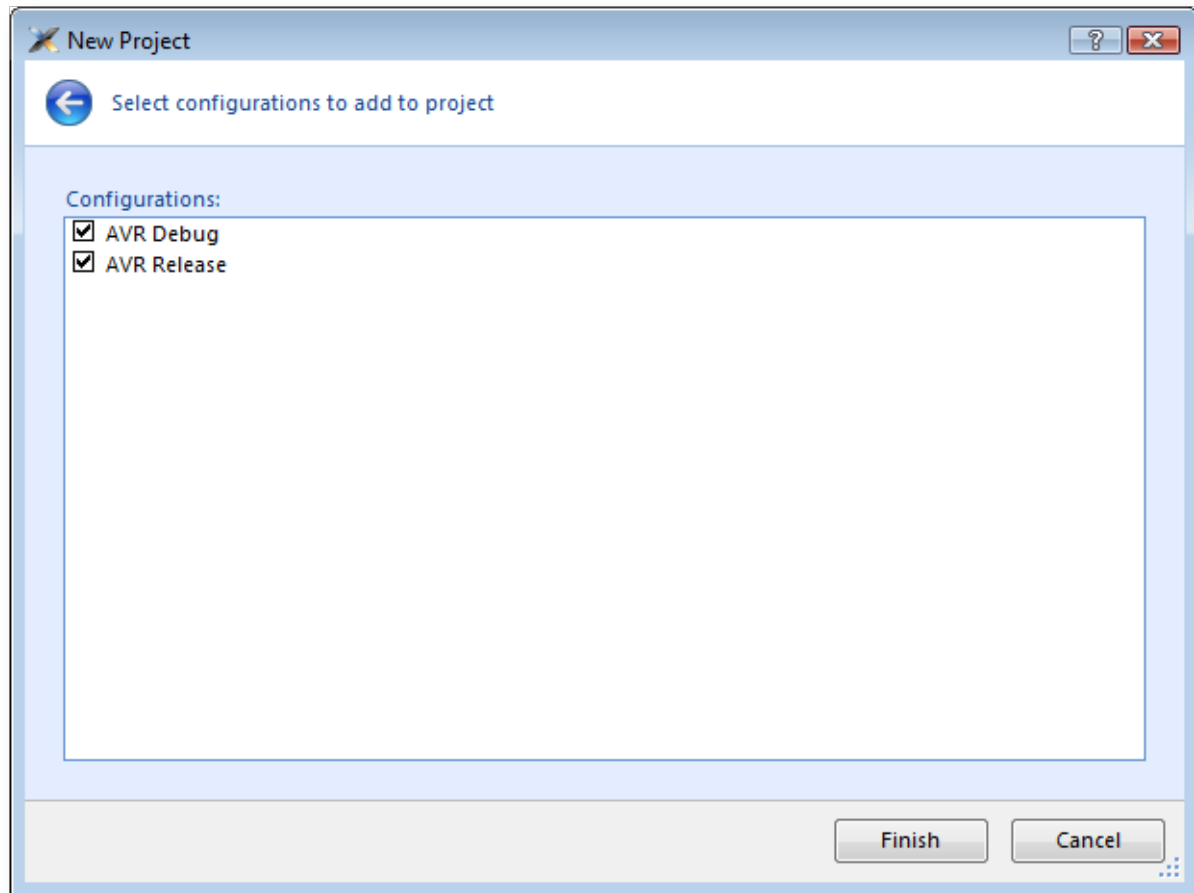 New Project
Select configurations to add to project
Configurations:
AVR Debug
AVR Release
Finish
Cancel